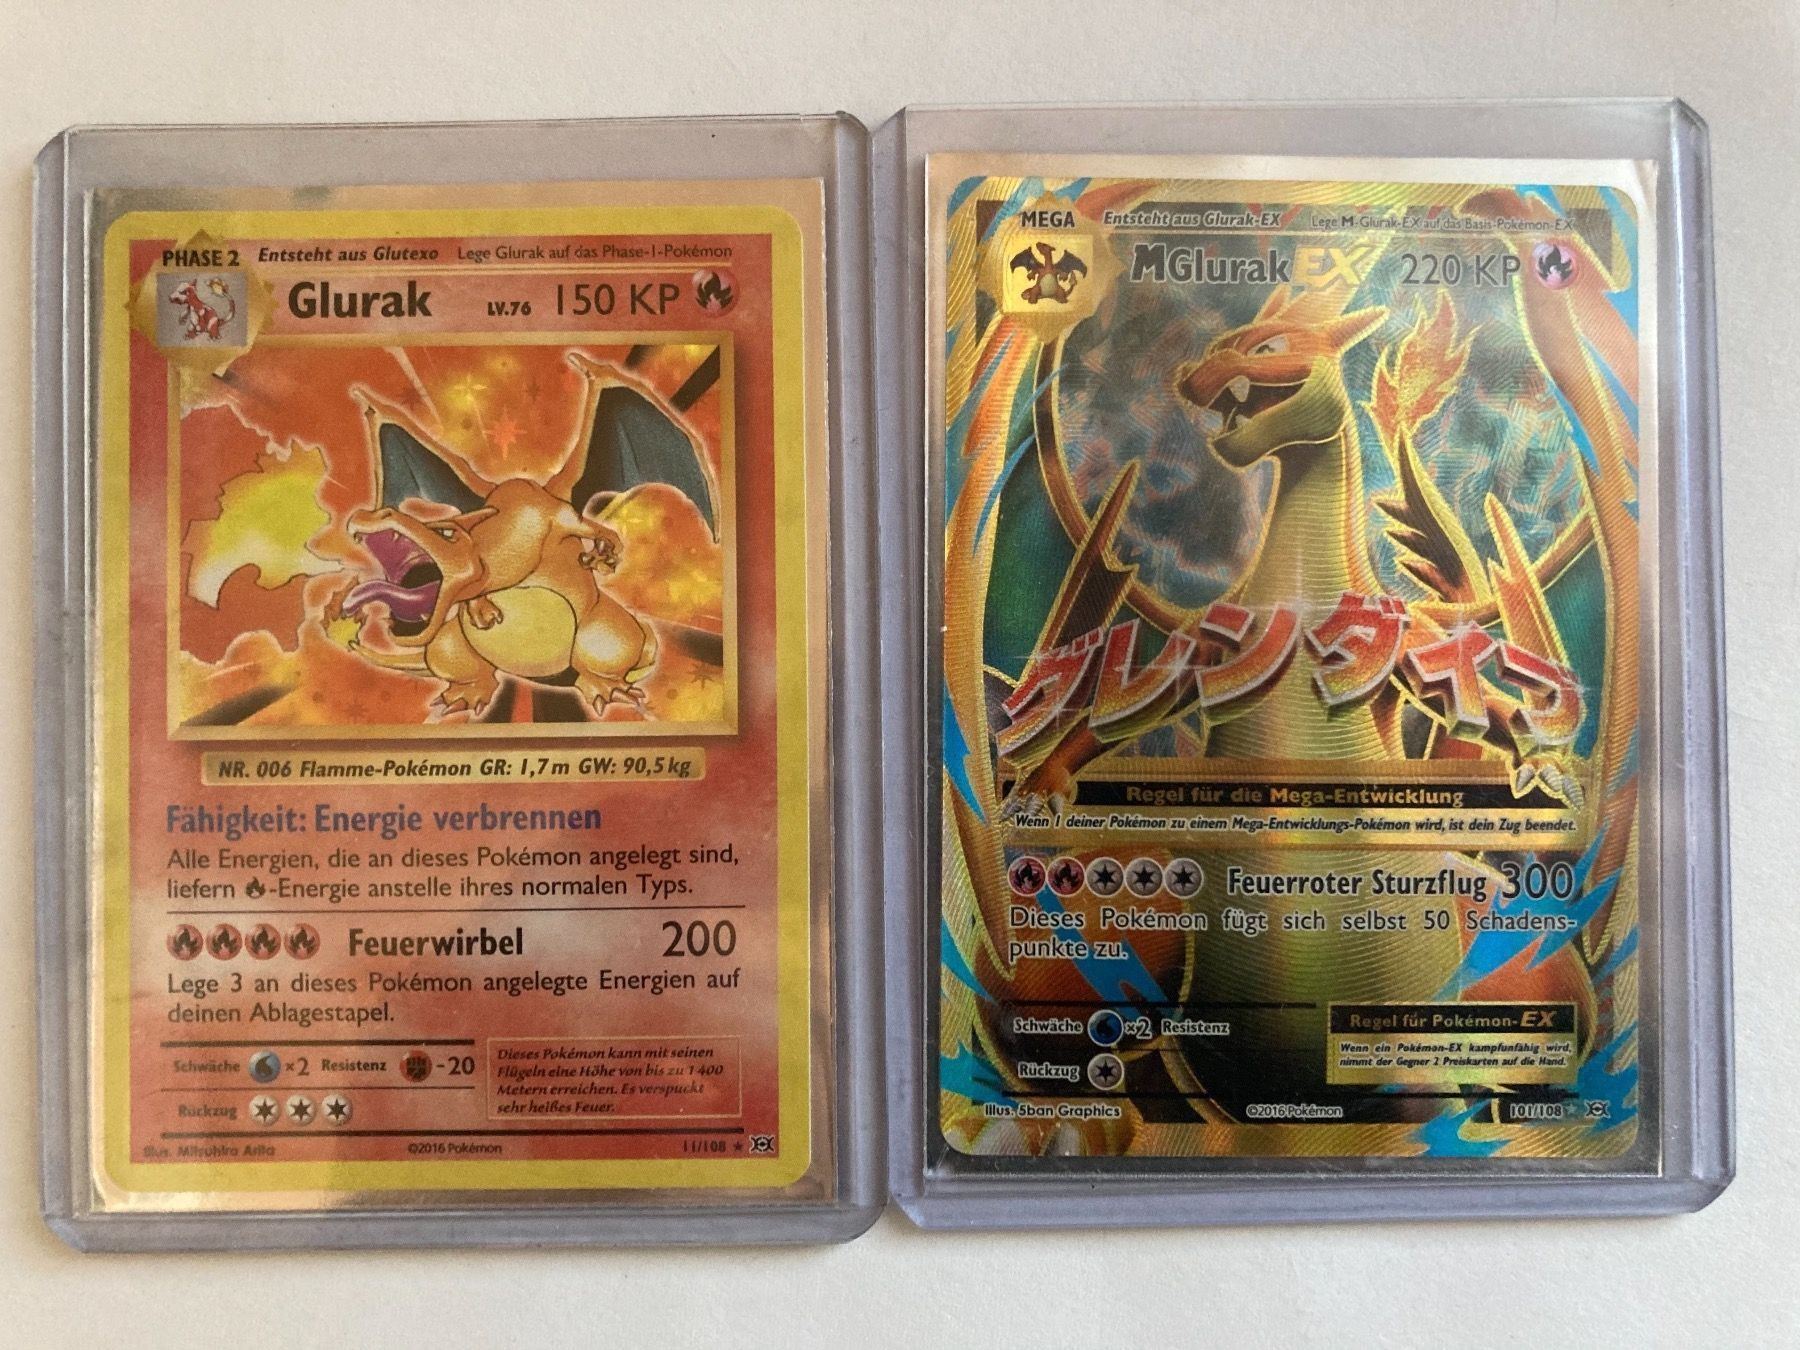 PHASE 2 Entsteht aus Glutexo Lege Glurak auf das Phase-1-Pokémon
Glurak LV.76 150 KP
NR. 006 Flamme-Pokémon GR: 1,7m GW: 90,5kg
Fähigkeit: Energie verbrennen
Alle Energien, die an dieses Pokémon angelegt sind,
liefern -Energie anstelle ihres normalen Typs.
Feuerwirbel 200
Lege 3 an dieses Pokémon angelegte Energien auf
deinen Ablagestapel.
Schwäche ×2 Resistenz -20
Rückzug
Dieses Pokémon kann mit seinen
Flügeln eine Höhe von bis zu 1 400
Metern erreichen. Es verspuckt
sehr heißes Feuer.
Illus. Mitsuhiro Arita ©2016 Pokémon 11/108
MEGA Entsteht aus Glurak-EX Lege M-Glurak-EX auf das Basis-Pokémon-EX
MGlurak EX 220 KP
ブレンダイブ
Regel für die Mega-Entwicklung
Wenn 1 deiner Pokémon zu einem Mega-Entwicklungs-Pokémon wird, ist dein Zug beendet.
Feuerroter Sturzflug 300
Dieses Pokémon fügt sich selbst 50 Schadens-
punkte zu.
Schwäche ×2 Resistenz
Rückzug
Regel für Pokémon-EX
Wenn ein Pokémon-EX kampfunfähig wird,
nimmt der Gegner 2 Preiskarten auf die Hand.
Illus. 5ban Graphics ©2016 Pokémon 101/108